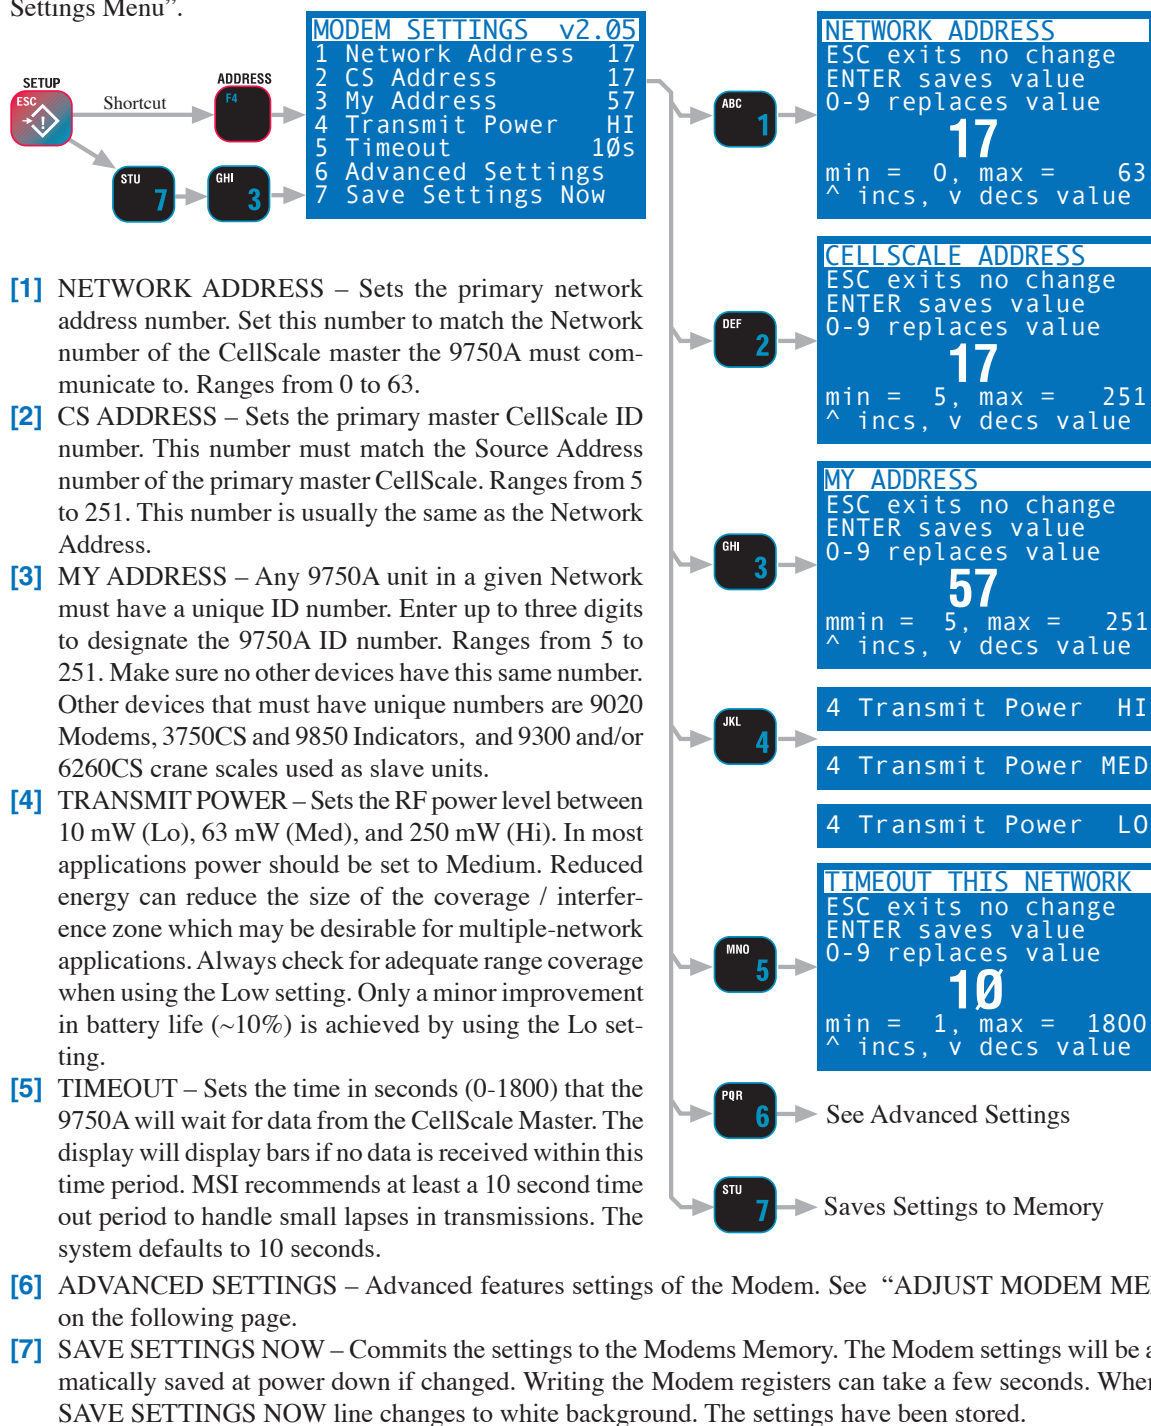 Settings Menu”.
SETUP
ESC
Shortcut
ADDRESS
F4
STU
7
GHI
3
MODEM SETTINGS v2.05
1 Network Address 17
2 CS Address 17
3 My Address 57
4 Transmit Power HI
5 Timeout 1Øs
6 Advanced Settings
7 Save Settings Now
ABC
1
NETWORK ADDRESS
ESC exits no change
ENTER saves value
0-9 replaces value
17
min = 0, max = 63
^ incs, v decs value
DEF
2
CELLSCALE ADDRESS
ESC exits no change
ENTER saves value
0-9 replaces value
17
min = 5, max = 251
^ incs, v decs value
GHI
3
MY ADDRESS
ESC exits no change
ENTER saves value
0-9 replaces value
57
mmin = 5, max = 251
^ incs, v decs value
JKL
4
4 Transmit Power HI
4 Transmit Power MED
4 Transmit Power LO
MNO
5
TIMEOUT THIS NETWORK
ESC exits no change
ENTER saves value
0-9 replaces value
1Ø
min = 1, max = 1800
^ incs, v decs value
PQR
6
See Advanced Settings
STU
7
Saves Settings to Memory
[1] NETWORK ADDRESS – Sets the primary network
address number. Set this number to match the Network
number of the CellScale master the 9750A must com-
municate to. Ranges from 0 to 63.
[2] CS ADDRESS – Sets the primary master CellScale ID
number. This number must match the Source Address
number of the primary master CellScale. Ranges from 5
to 251. This number is usually the same as the Network
Address.
[3] MY ADDRESS – Any 9750A unit in a given Network
must have a unique ID number. Enter up to three digits
to designate the 9750A ID number. Ranges from 5 to
251. Make sure no other devices have this same number.
Other devices that must have unique numbers are 9020
Modems, 3750CS and 9850 Indicators, and 9300 and/or
6260CS crane scales used as slave units.
[4] TRANSMIT POWER – Sets the RF power level between
10 mW (Lo), 63 mW (Med), and 250 mW (Hi). In most
applications power should be set to Medium. Reduced
energy can reduce the size of the coverage / interfer-
ence zone which may be desirable for multiple-network
applications. Always check for adequate range coverage
when using the Low setting. Only a minor improvement
in battery life (~10%) is achieved by using the Lo set-
ting.
[5] TIMEOUT – Sets the time in seconds (0-1800) that the
9750A will wait for data from the CellScale Master. The
display will display bars if no data is received within this
time period. MSI recommends at least a 10 second time
out period to handle small lapses in transmissions. The
system defaults to 10 seconds.
[6] ADVANCED SETTINGS – Advanced features settings of the Modem. See “ADJUST MODEM ME
on the following page.
[7] SAVE SETTINGS NOW – Commits the settings to the Modems Memory. The Modem settings will be a
matically saved at power down if changed. Writing the Modem registers can take a few seconds. When
SAVE SETTINGS NOW line changes to white background. The settings have been stored.